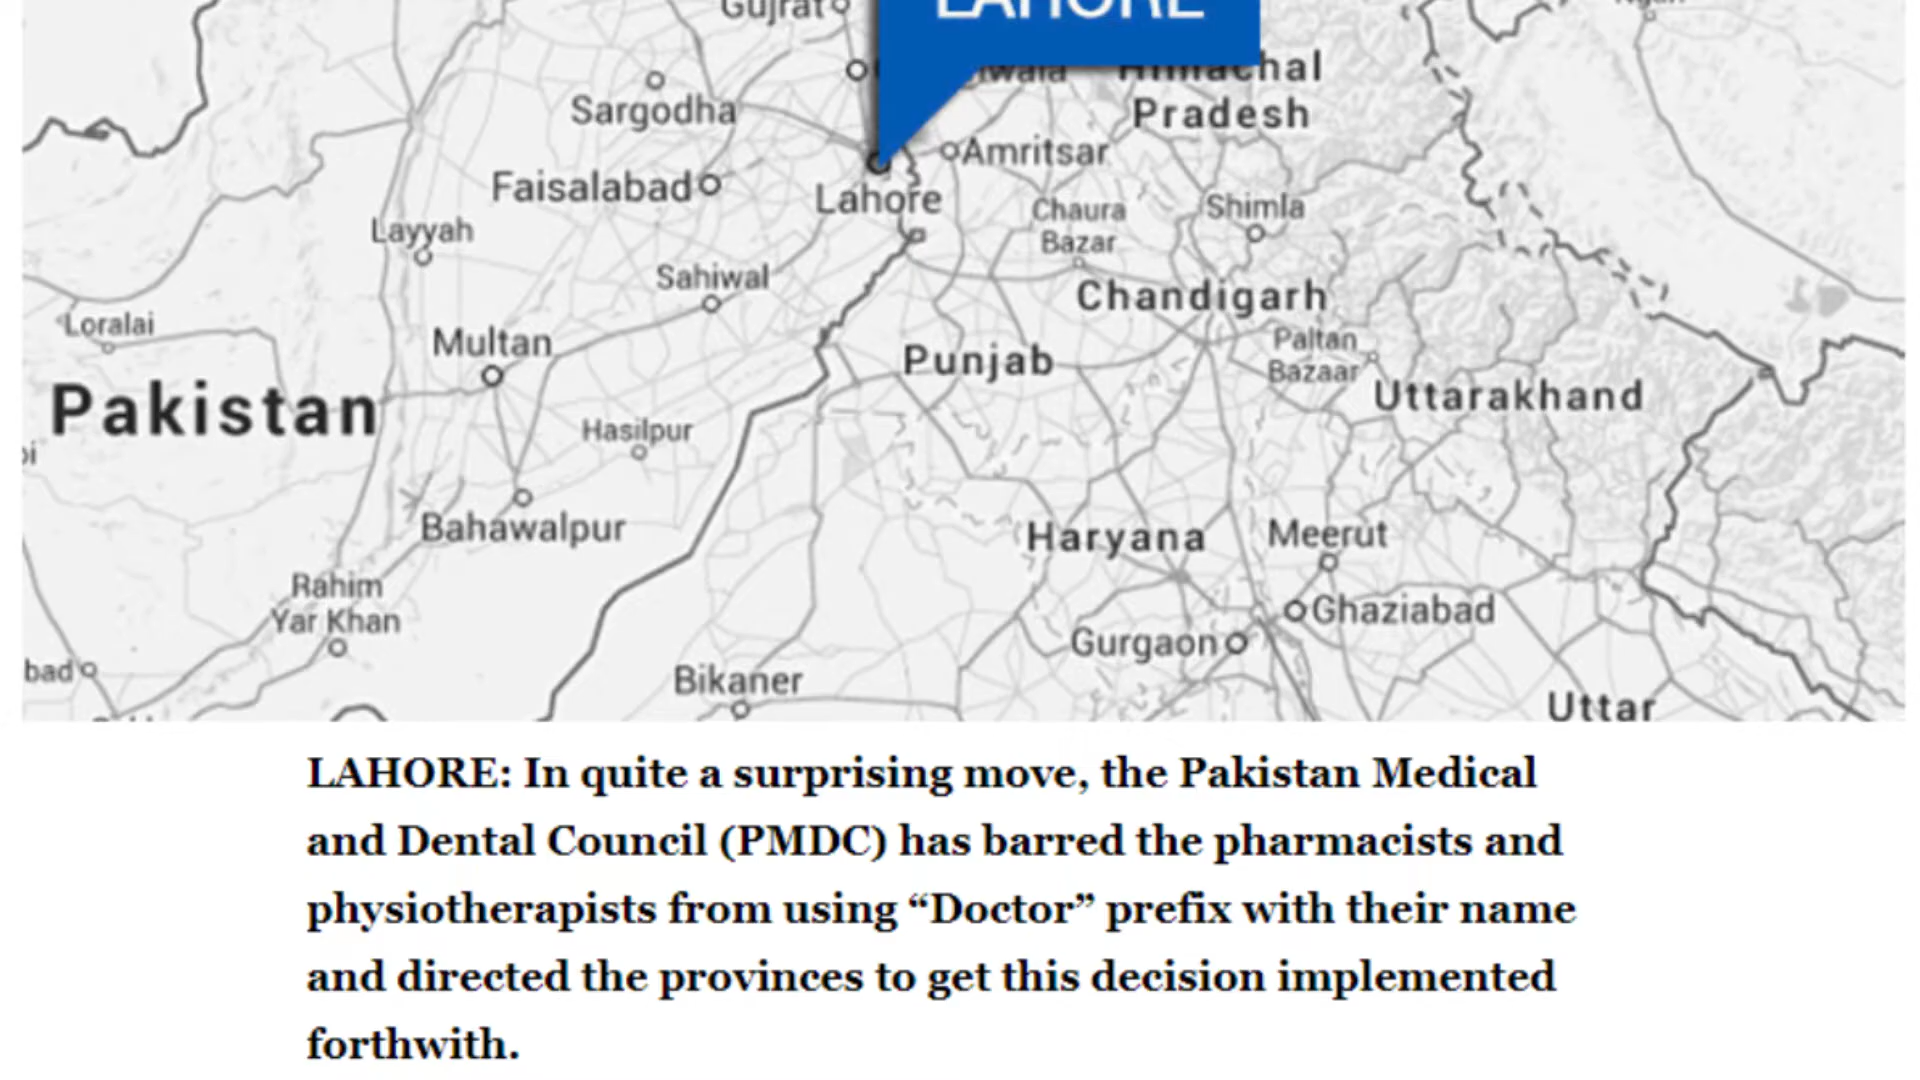 Gujrat
LAHORE
Himachal
Pradesh
Sargodha
Amritsar
Faisalabad
Lahore
Chaura
Bazar
Shimla
Layyah
Sahiwal
Chandigarh
Loralai
Multan
Punjab
Paltan
Bazaar
Uttarakhand
Pakistan
Hasilpur
Bahawalpur
Haryana
Meerut
Rahim
Yar Khan
Ghaziabad
Gurgaon
bad
Bikaner
Uttar
LAHORE: In quite a surprising move, the Pakistan Medical
and Dental Council (PMDC) has barred the pharmacists and
physiotherapists from using “Doctor” prefix with their name
and directed the provinces to get this decision implemented
forthwith.